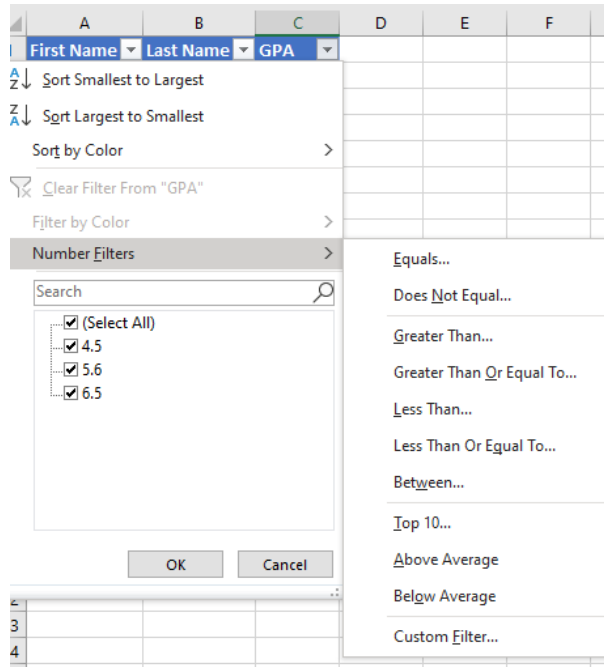 A B C D E F
First Name Last Name GPA
Sort Smallest to Largest
Sort Largest to Smallest
Sort by Color
Clear Filter From "GPA"
Filter by Color
Number Filters
Search
(Select All)
4.5
5.6
6.5
OK Cancel
Equals...
Does Not Equal...
Greater Than...
Greater Than Or Equal To...
Less Than...
Less Than Or Equal To...
Between...
Top 10...
Above Average
Below Average
Custom Filter...
3
4